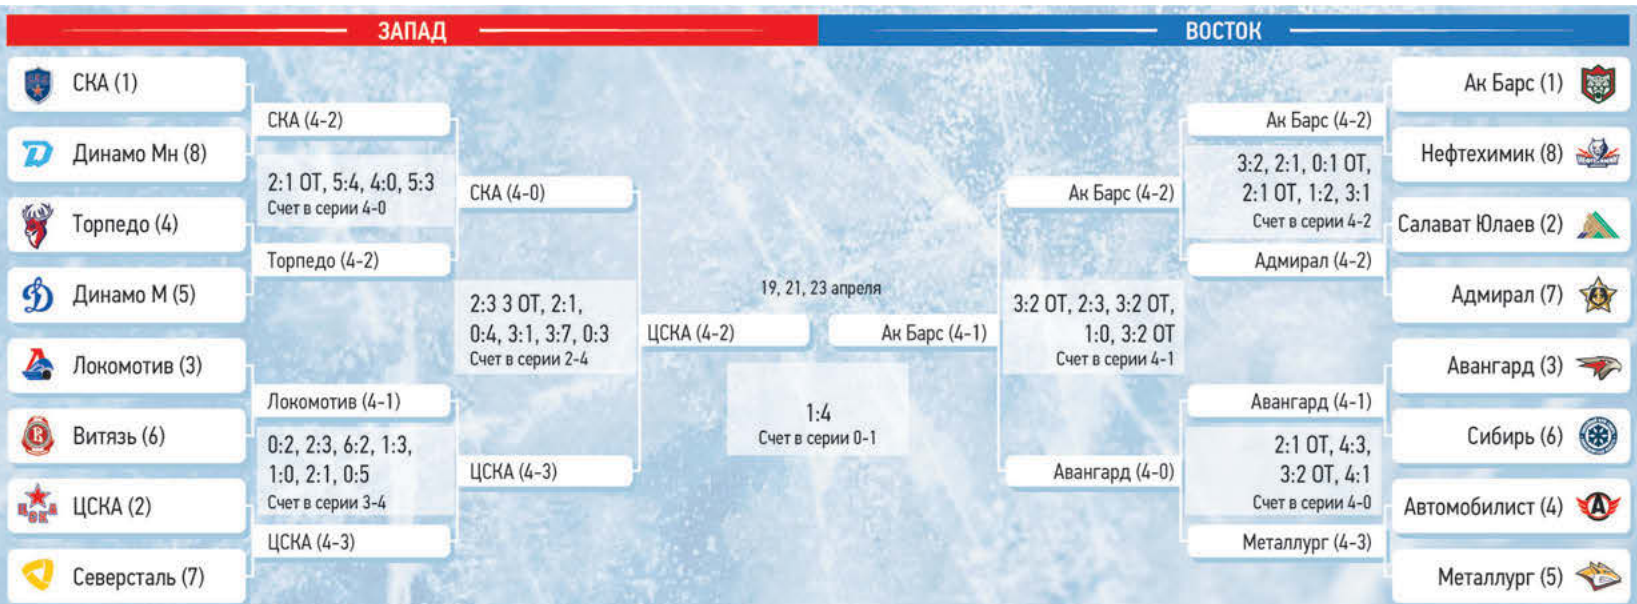 ЗАПАД
СКА (1)
Динамо Мн (8)
Торпедо (4)
Динамо М (5)
Локомотив (3)
Витязь (6)
ЦСКА (2)
Северсталь (7)
СКА (4-2)
2:1 ОТ, 5:4, 4:0, 5:3
Счет в серии 4-0
Торпедо (4-2)
Локомотив (4-1)
0:2, 2:3, 6:2, 1:3,
1:0, 2:1, 0:5
Счет в серии 3-4
ЦСКА (4-3)
СКА (4-0)
2:3 3 ОТ, 2:1,
0:4, 3:1, 3:7, 0:3
Счет в серии 2-4
ЦСКА (4-3)
ЦСКА (4-2)
19, 21, 23 апреля
1:4
Счет в серии 0-1
ВОСТОК
Ак Барс (4-1)
Ак Барс (4-2)
3:2 ОТ, 2:3, 3:2 ОТ,
1:0, 3:2 ОТ
Счет в серии 4-1
Авангард (4-0)
Ак Барс (4-2)
3:2, 2:1, 0:1 ОТ,
2:1 ОТ, 1:2, 3:1
Счет в серии 4-2
Адмирал (4-2)
Авангард (4-1)
2:1 ОТ, 4:3,
3:2 ОТ, 4:1
Счет в серии 4-0
Металлург (4-3)
Ак Барс (1)
Нефтехимик (8)
Салават Юлаев (2)
Адмирал (7)
Авангард (3)
Сибирь (6)
Автомобилист (4)
Металлург (5)